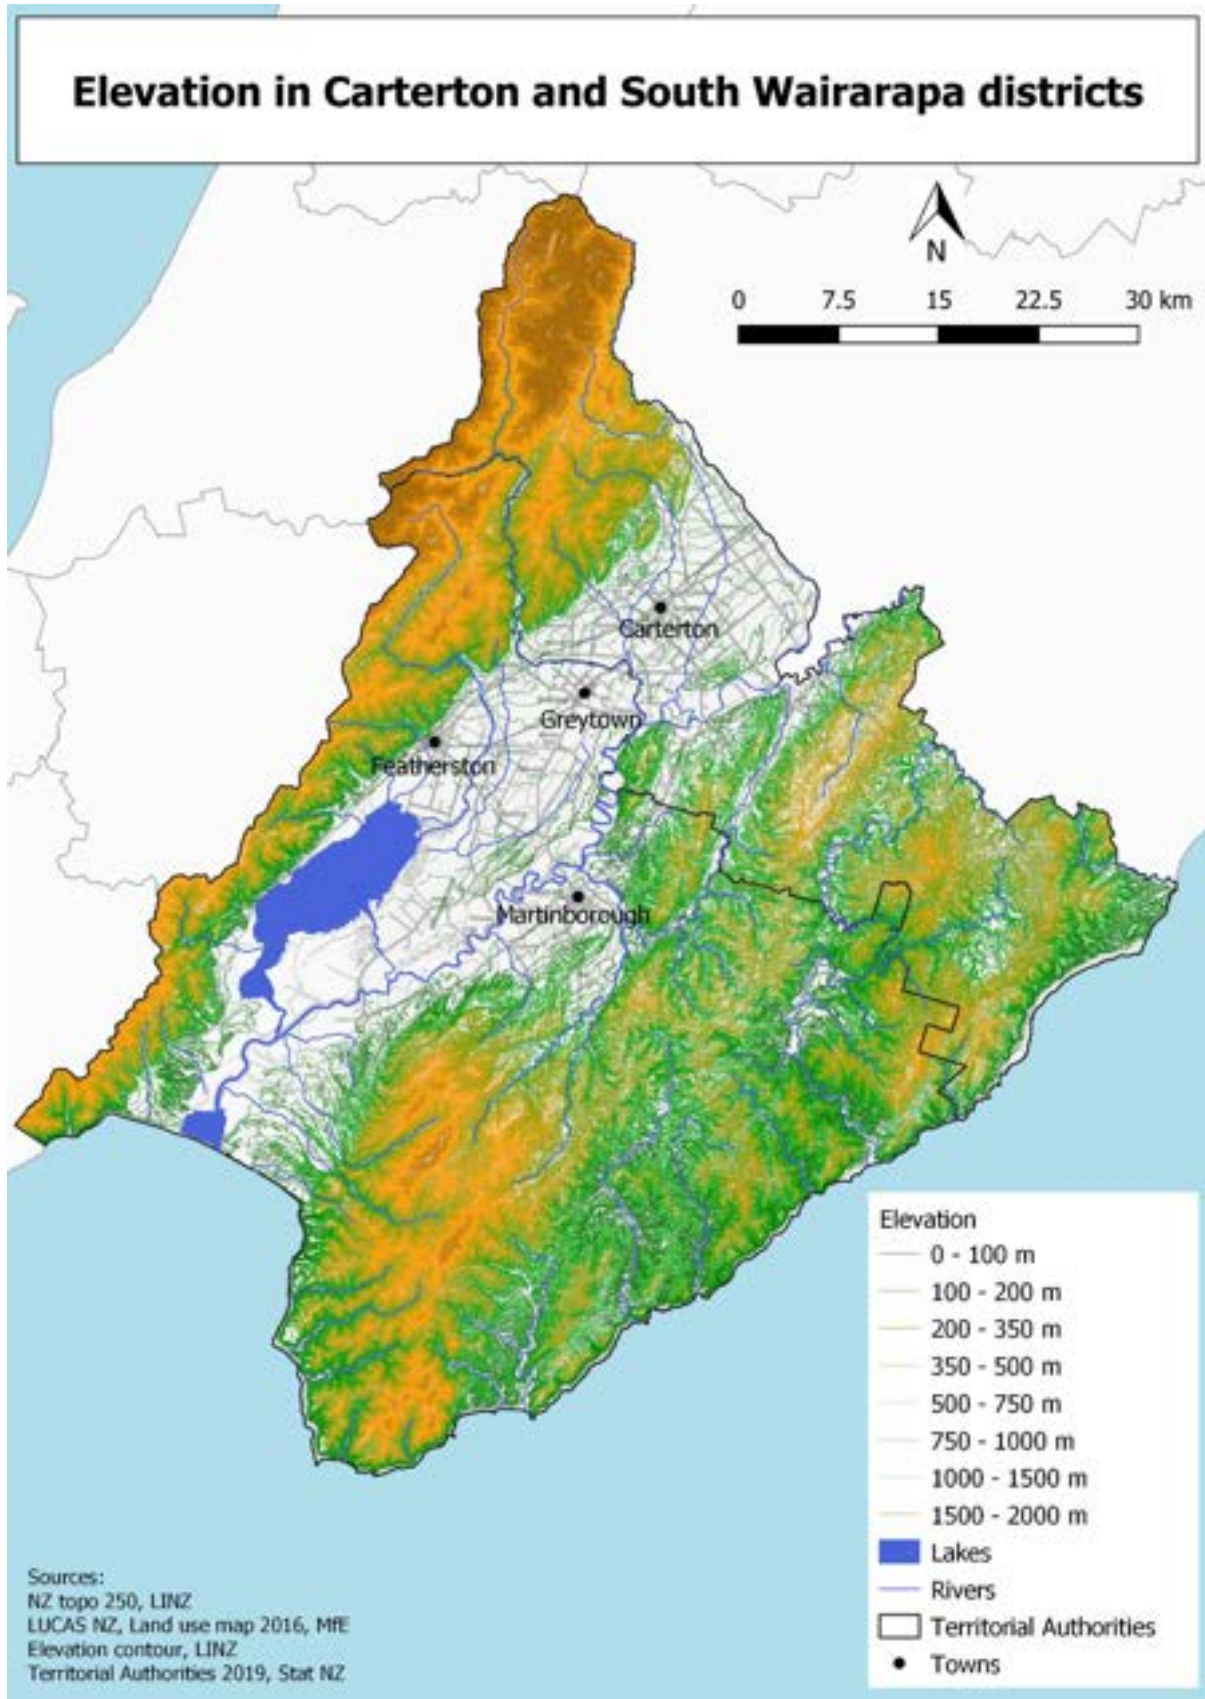 Elevation in Carterton and South Wairarapa districts
N
0 7.5 15 22.5 30 km
Carterton
Greytown
Featherston
Martinborough
Elevation
0 - 100 m
100 - 200 m
200 - 350 m
350 - 500 m
500 - 750 m
750 - 1000 m
1000 - 1500 m
1500 - 2000 m
Lakes
Rivers
Territorial Authorities
Towns
Sources:
NZ topo 250, LINZ
LUCAS NZ, Land use map 2016, MfE
Elevation contour, LINZ
Territorial Authorities 2019, Stat NZ